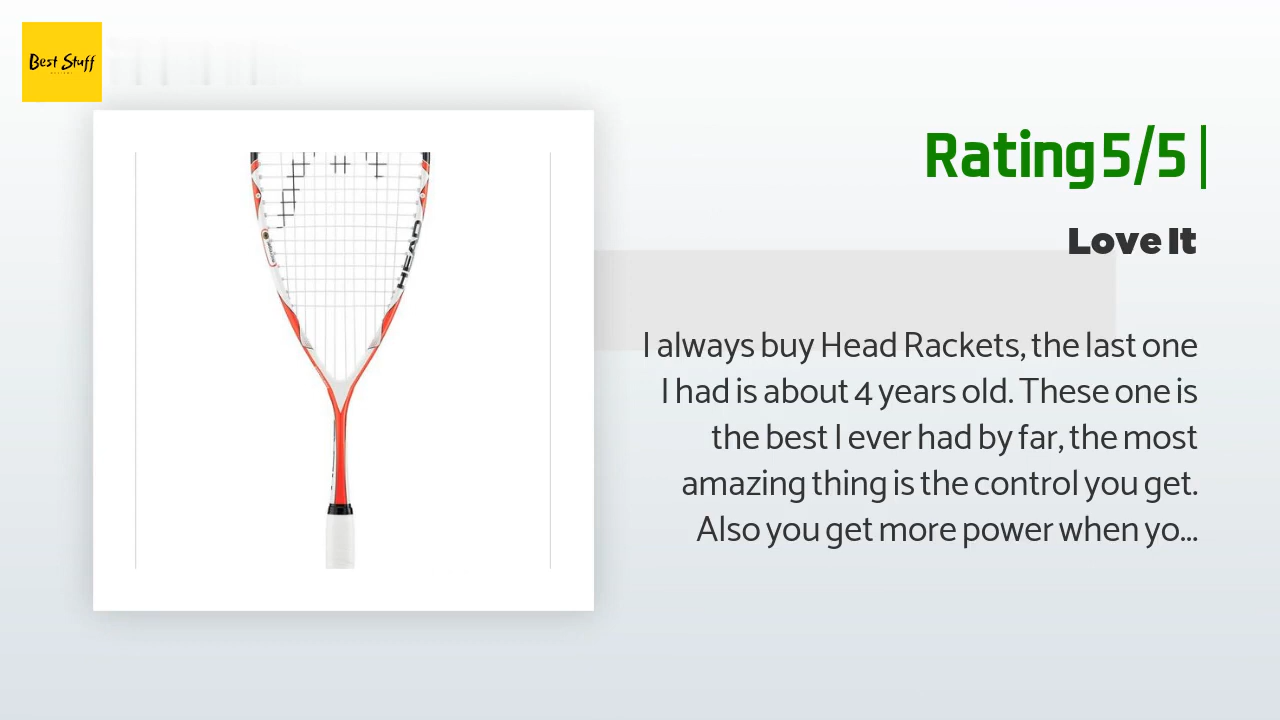 Best Stuff
Rating 5/5 |
Love It
HEAD
I always buy Head Rackets, the last one
I had is about 4 years old. These one is
the best I ever had by far, the most
amazing thing is the control you get.
Also you get more power when yo...